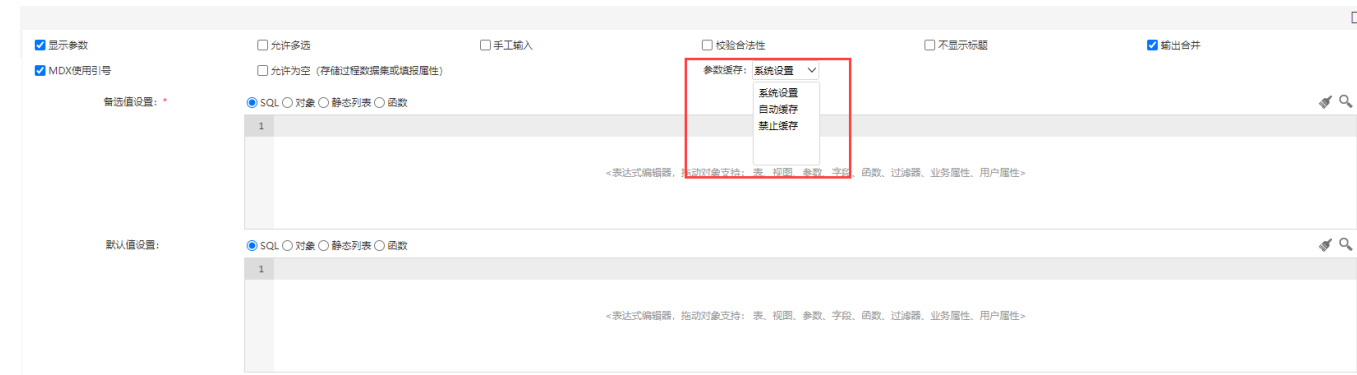 显示参数 允许多选 手工输入 校验合法性 不显示标题 输出合并
MDX使用引号 允许为空（存储过程数据集或填报属性） 参数缓存： 系统设置
系统设置
自动缓存
禁止缓存
备选值设置：* SQL 对象 静态列表 函数
1
<表达式编辑器，拖动对象支持： 表、视图、参数、字段、函数、过滤器、业务属性、用户属性>
默认值设置： SQL 对象 静态列表 函数
1
<表达式编辑器，拖动对象支持： 表、视图、参数、字段、函数、过滤器、业务属性、用户属性>